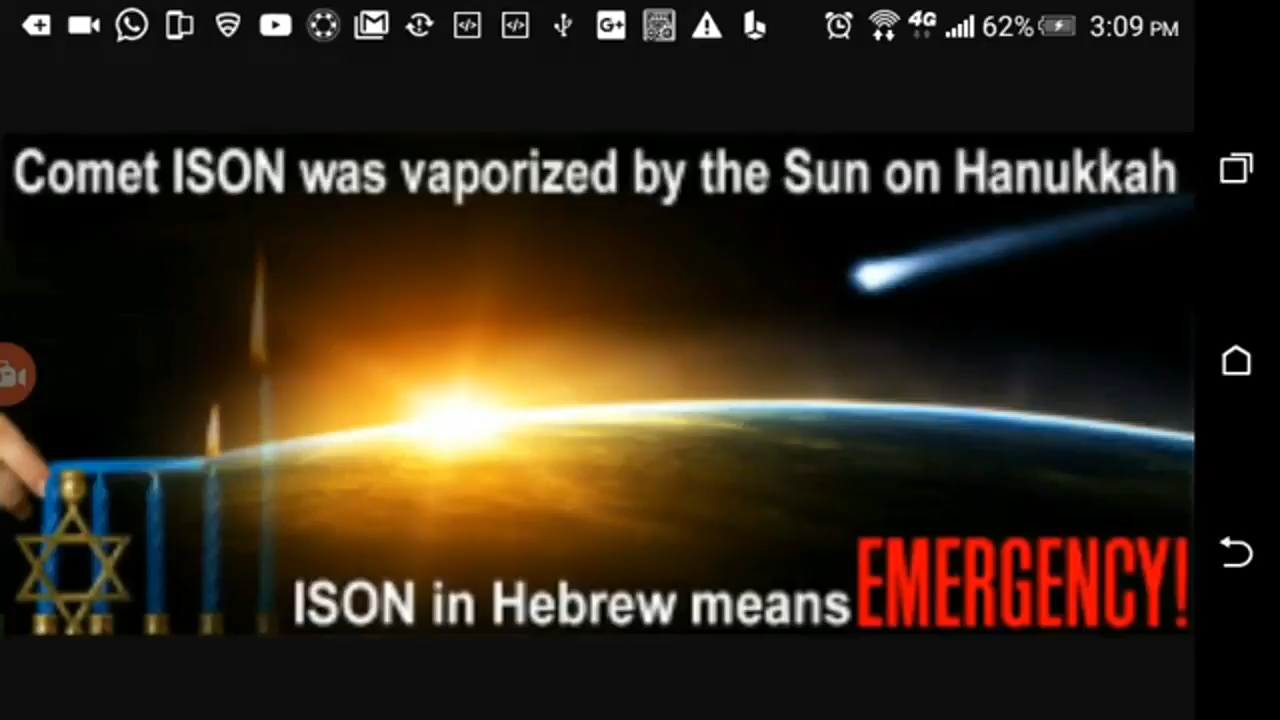 4G 62% 3:09 PM
G+
Comet ISON was vaporized by the Sun on Hanukkah
ISON in Hebrew means EMERGENCY!